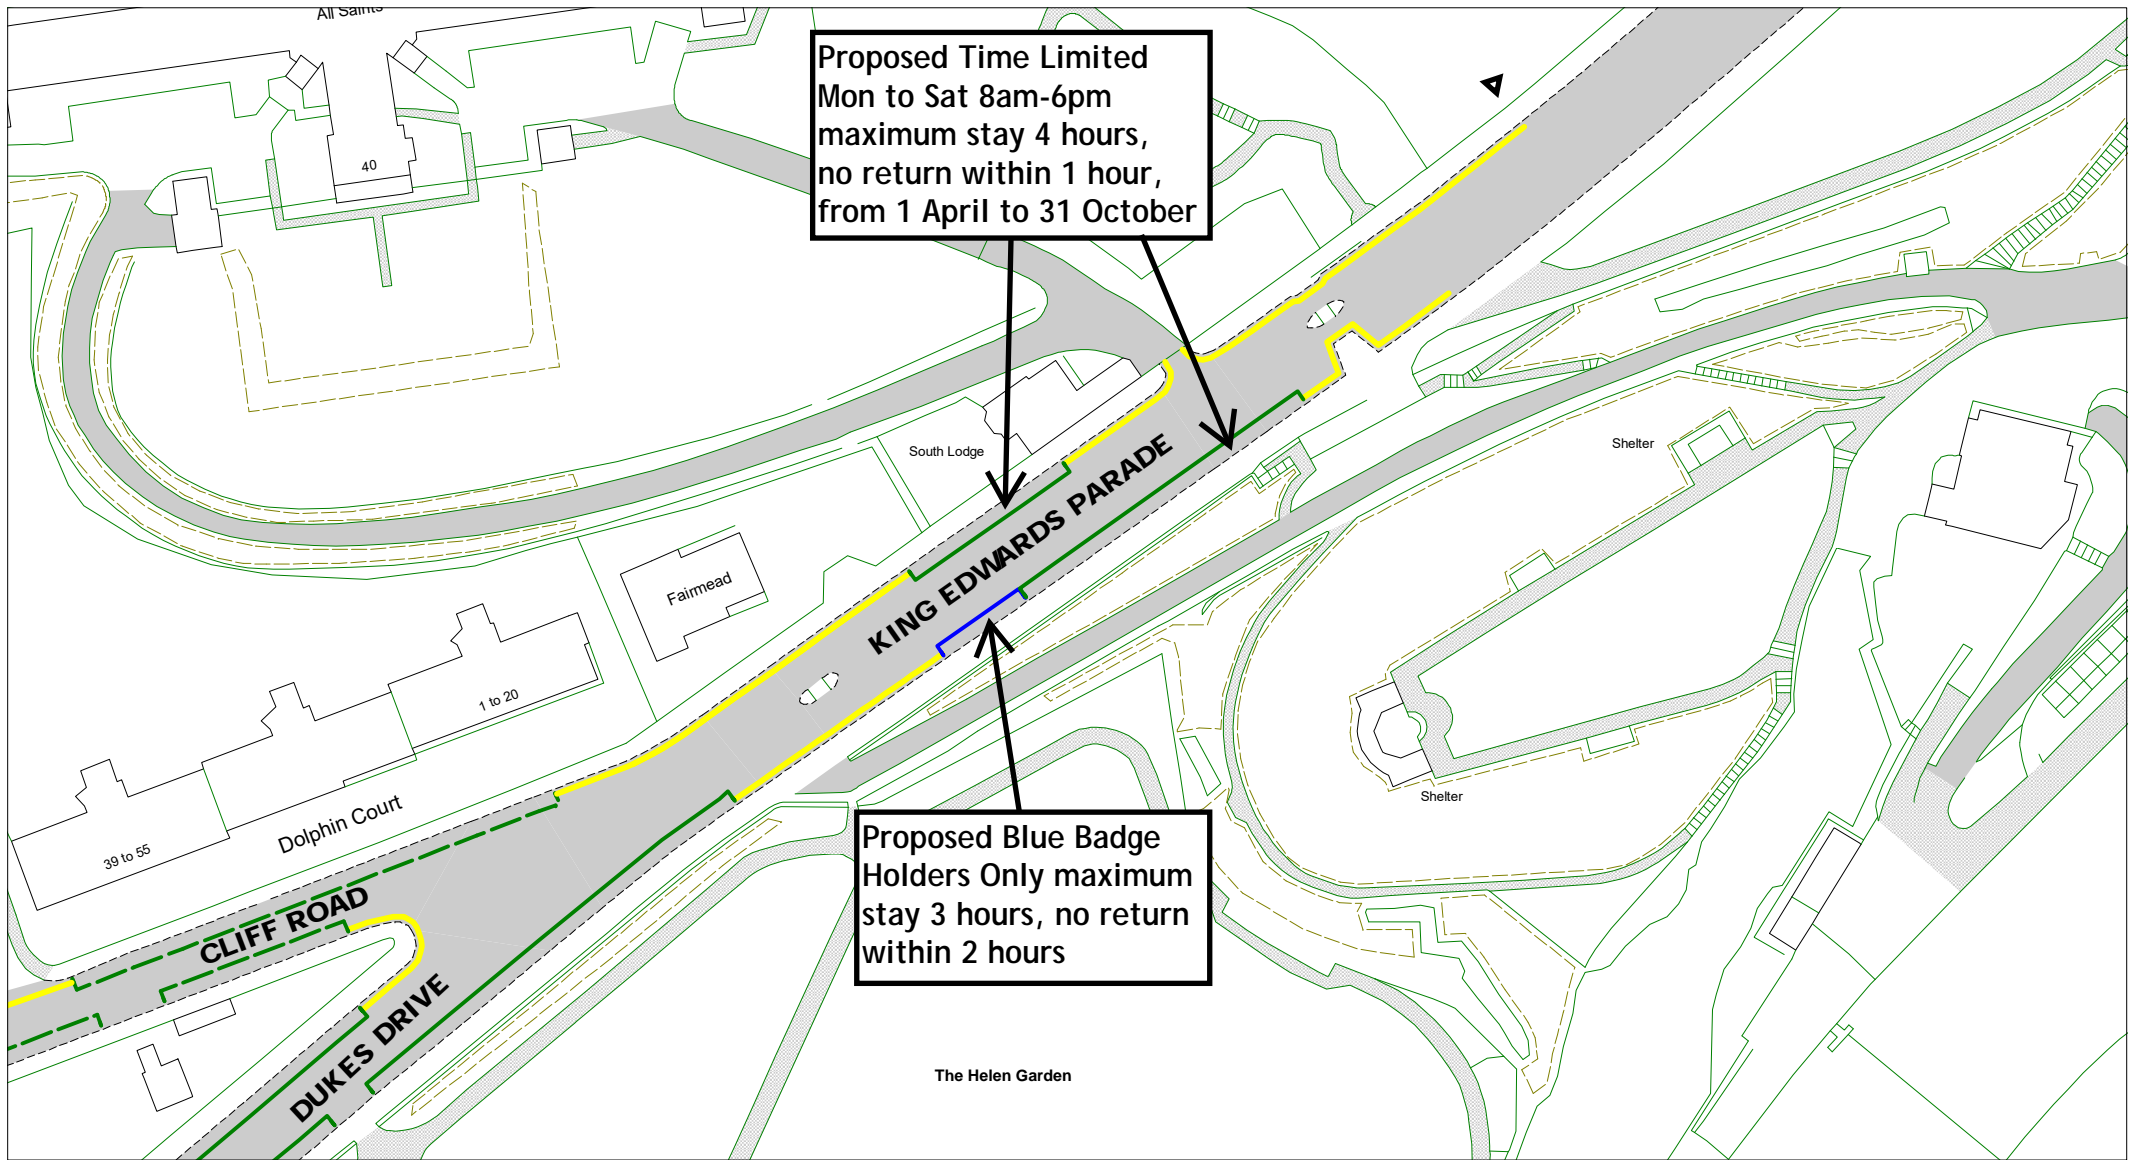 All Saints
Proposed Time Limited
Mon to Sat 8am-6pm
maximum stay 4 hours,
no return within 1 hour,
from 1 April to 31 October
40
South Lodge
Shelter
KING EDWARDS PARADE
Fairmead
1 to 20
Shelter
Dolphin Court
39 to 55
Proposed Blue Badge
Holders Only maximum
stay 3 hours, no return
within 2 hours
CLIFF ROAD
DUKES DRIVE
The Helen Garden